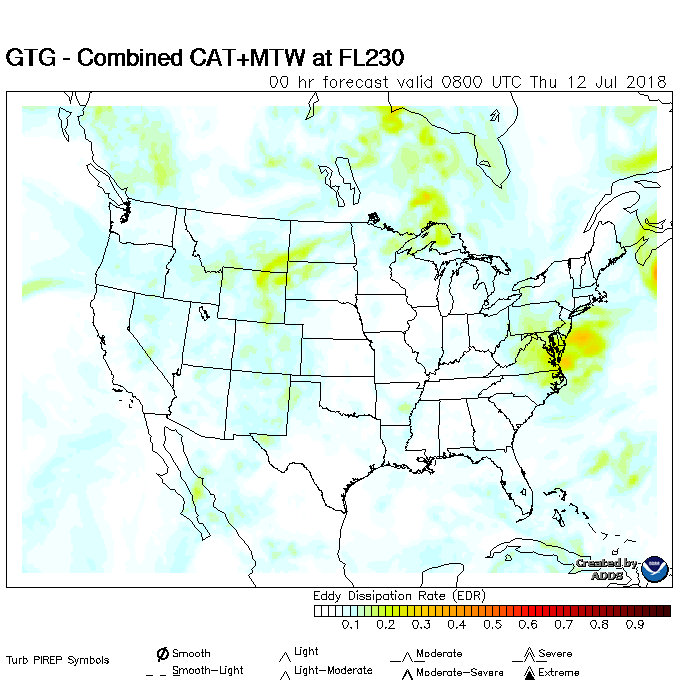 GTG - Combined CAT+MTW at FL230
00 hr forecast valid 0800 UTC Thu 12 Jul 2018
Created by
ADDS
Eddy Dissipation Rate (EDR)
0.1 0.2 0.3 0.4 0.5 0.6 0.7 0.8 0.9
Turb PIREP Symbols
Smooth Light Moderate Severe
Smooth-Light Light-Moderate Moderate-Severe Extreme